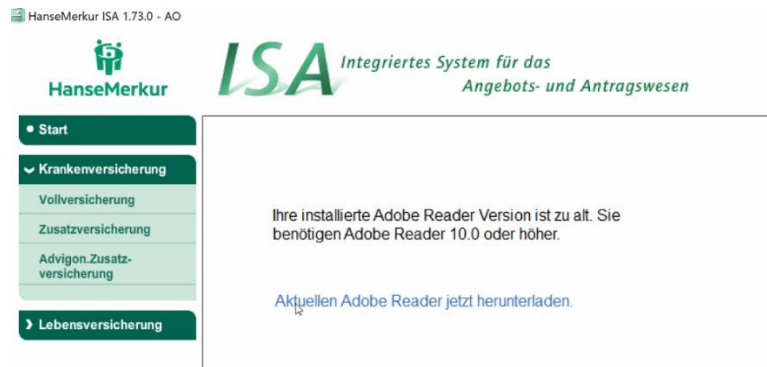 HanseMerkur ISA 1.73.0 - AO
HanseMerkur
ISA Integriertes System für das
Angebots- und Antragswesen
Start
Krankenversicherung
Vollversicherung
Zusatzversicherung
Advigon.Zusatz-
versicherung
Lebensversicherung
Ihre installierte Adobe Reader Version ist zu alt. Sie
benötigen Adobe Reader 10.0 oder höher.
Aktuellen Adobe Reader jetzt herunterladen.